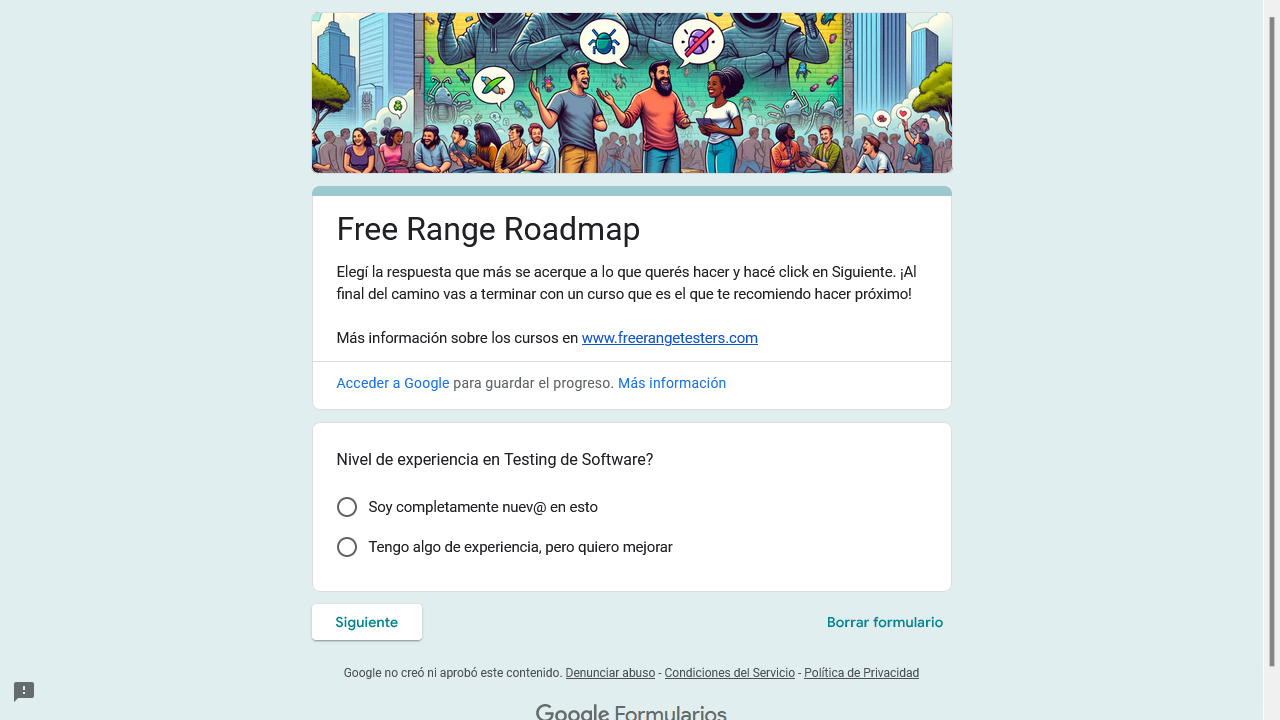 Free Range Roadmap
Elegí la respuesta que más se acerque a lo que querés hacer y hacé click en Siguiente. ¡Al
final del camino vas a terminar con un curso que es el que te recomiendo hacer próximo!
Más información sobre los cursos en www.freerangetesters.com
Acceder a Google para guardar el progreso. Más información
Nivel de experiencia en Testing de Software?
Soy completamente nuev@ en esto
Tengo algo de experiencia, pero quiero mejorar
Siguiente
Borrar formulario
Google no creó ni aprobó este contenido. Denunciar abuso - Condiciones del Servicio - Política de Privacidad
Google Formularios